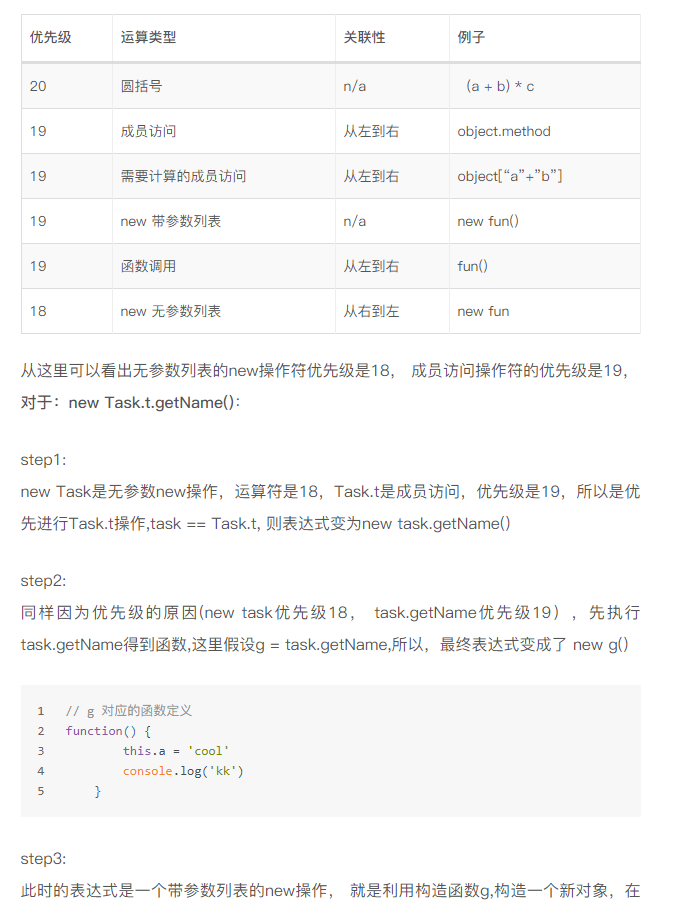 优先级 运算类型 关联性 例子
20 圆括号 n/a （a + b）* c
19 成员访问 从左到右 object.method
19 需要计算的成员访问 从左到右 object[“a”+”b”]
19 new 带参数列表 n/a new fun()
19 函数调用 从左到右 fun()
18 new 无参数列表 从右到左 new fun
从这里可以看出无参数列表的new操作符优先级是18， 成员访问操作符的优先级是19，
对于：new Task.t.getName()：
step1:
new Task是无参数new操作，运算符是18，Task.t是成员访问，优先级是19，所以是优
先进行Task.t操作,task == Task.t, 则表达式变为new task.getName()
step2:
同样因为优先级的原因(new task优先级18， task.getName优先级19），先执行
task.getName得到函数,这里假设g = task.getName,所以，最终表达式变成了 new g()
1 // g 对应的函数定义
2 function() {
3 this.a = 'cool'
4 console.log('kk')
5 }
step3:
此时的表达式是一个带参数列表的new操作， 就是利用构造函数g,构造一个新对象，在